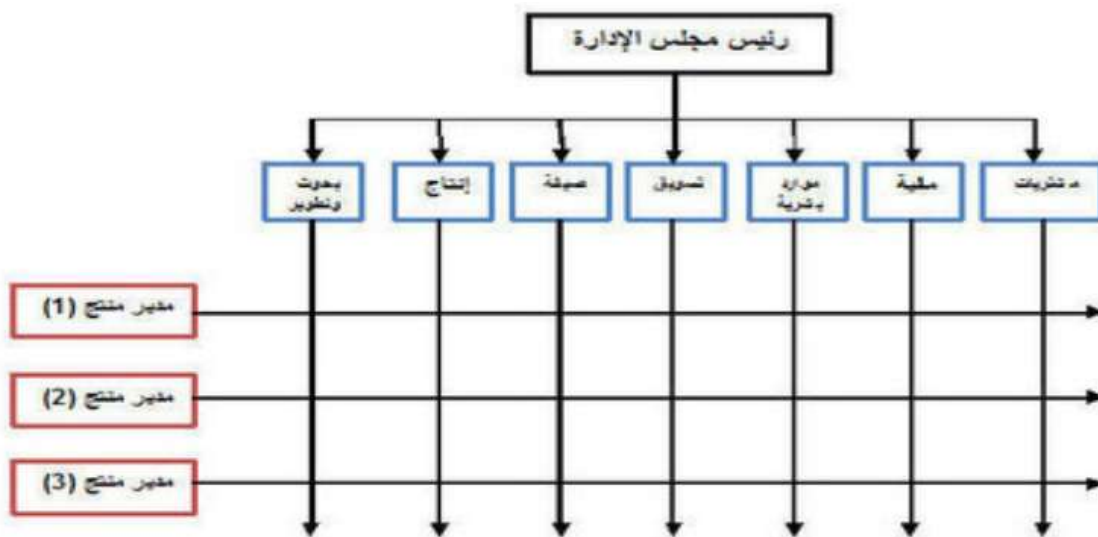 رئيس مجلس الإدارة
مشتريات
مالية
موارد
بشرية
تسويق
صيانة
إنتاج
بحوث
وتطوير
مدير منتج (1)
مدير منتج (2)
مدير منتج (3)